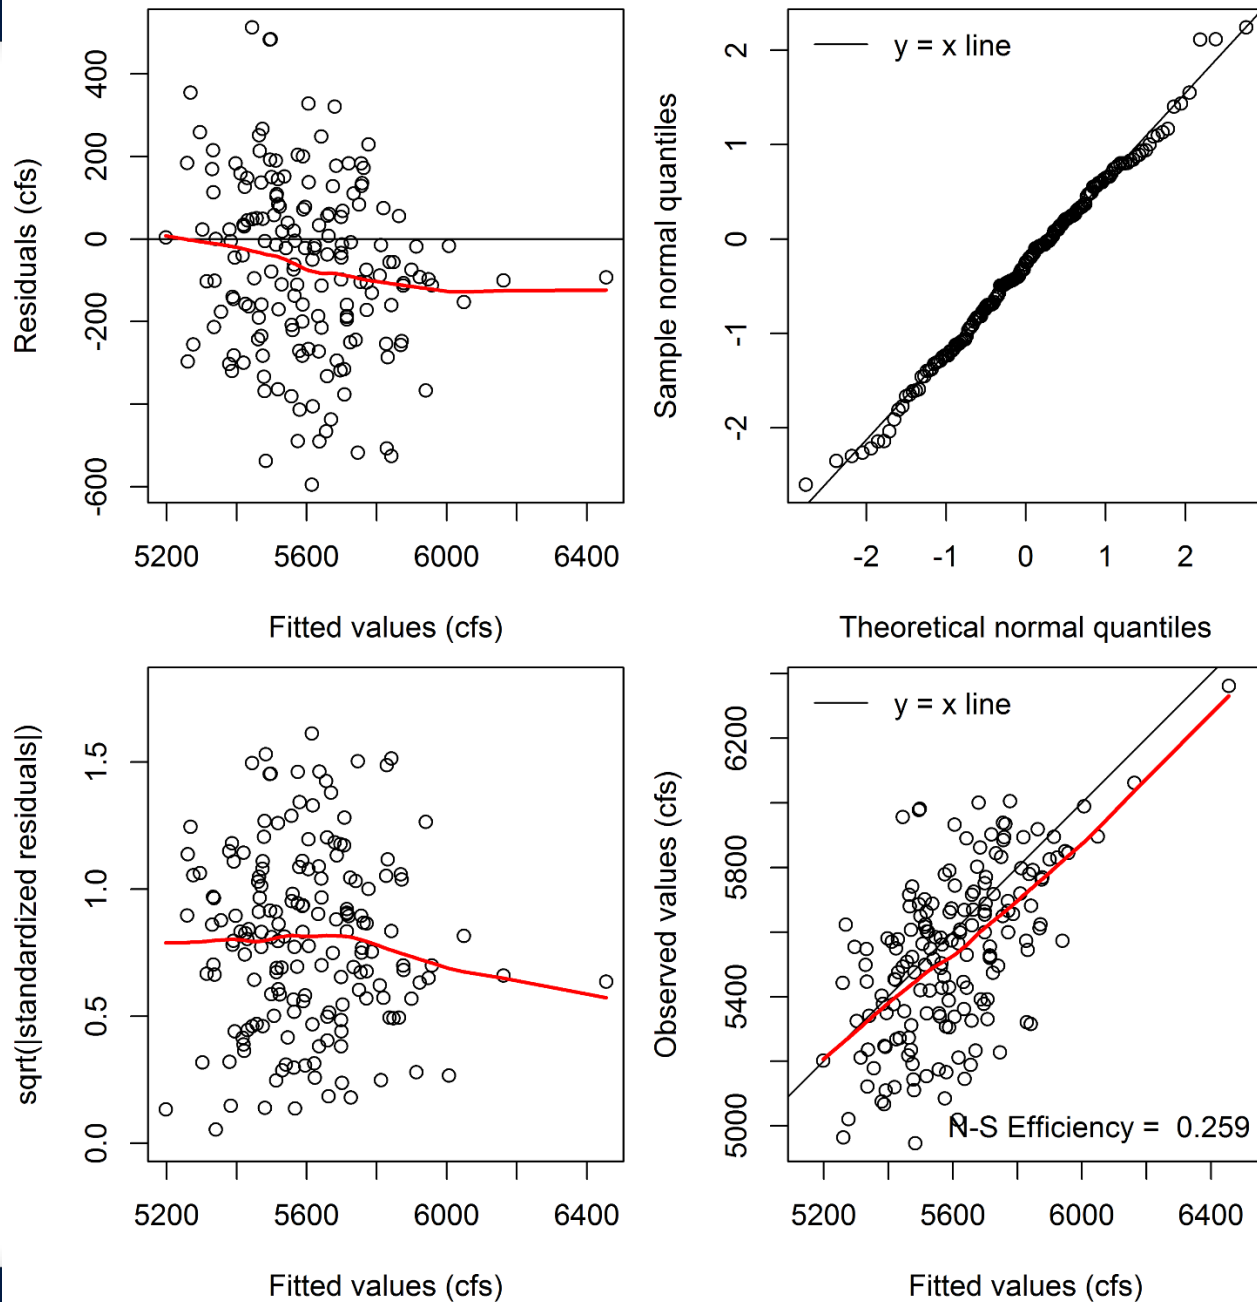 Residuals (cfs)
400
200
0
-200
-600
5200 5600 6000 6400
Fitted values (cfs)
Sample normal quantiles
2
1
0
-1
-2
y = x line
-2 -1 0 1 2
Theoretical normal quantiles
sqrt(|standardized residuals|)
1.5
1.0
0.5
0.0
5200 5600 6000 6400
Fitted values (cfs)
Observed values (cfs)
6200
5800
5400
5000
y = x line
N-S Efficiency = 0.259
5200 5600 6000 6400
Fitted values (cfs)